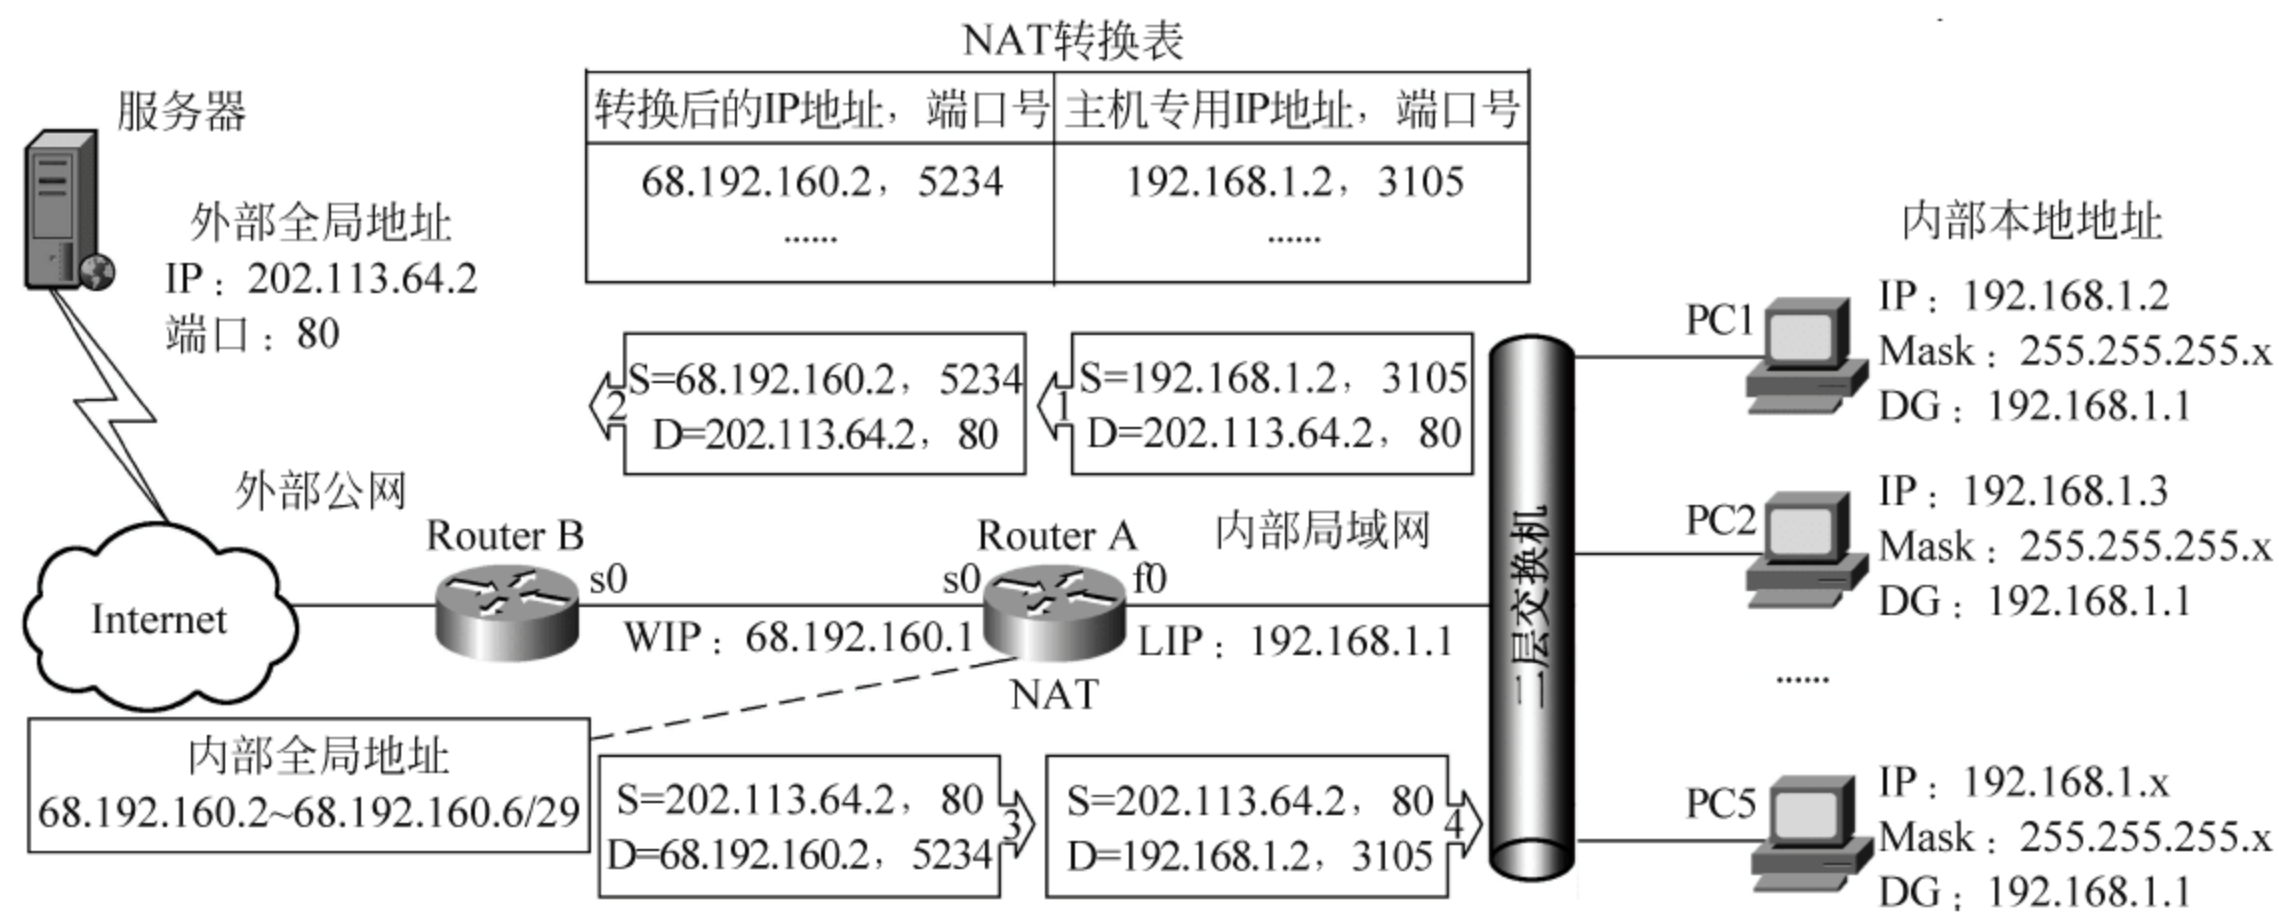 NAT转换表
转换后的IP地址，端口号
主机专用IP地址，端口号
68.192.160.2，5234
192.168.1.2，3105
......
......
服务器
外部全局地址
IP：202.113.64.2
端口：80
内部本地地址
PC1
IP：192.168.1.2
Mask：255.255.255.x
DG：192.168.1.1
S=68.192.160.2，5234
D=202.113.64.2，80
2
S=192.168.1.2，3105
D=202.113.64.2，80
1
外部公网
Router B
s0
Router A
s0
f0
内部局域网
二层交换机
PC2
IP：192.168.1.3
Mask：255.255.255.x
DG：192.168.1.1
Internet
WIP：68.192.160.1
LIP：192.168.1.1
NAT
......
内部全局地址
68.192.160.2~68.192.160.6/29
S=202.113.64.2，80
D=68.192.160.2，5234
3
S=202.113.64.2，80
D=192.168.1.2，3105
4
PC5
IP：192.168.1.x
Mask：255.255.255.x
DG：192.168.1.1